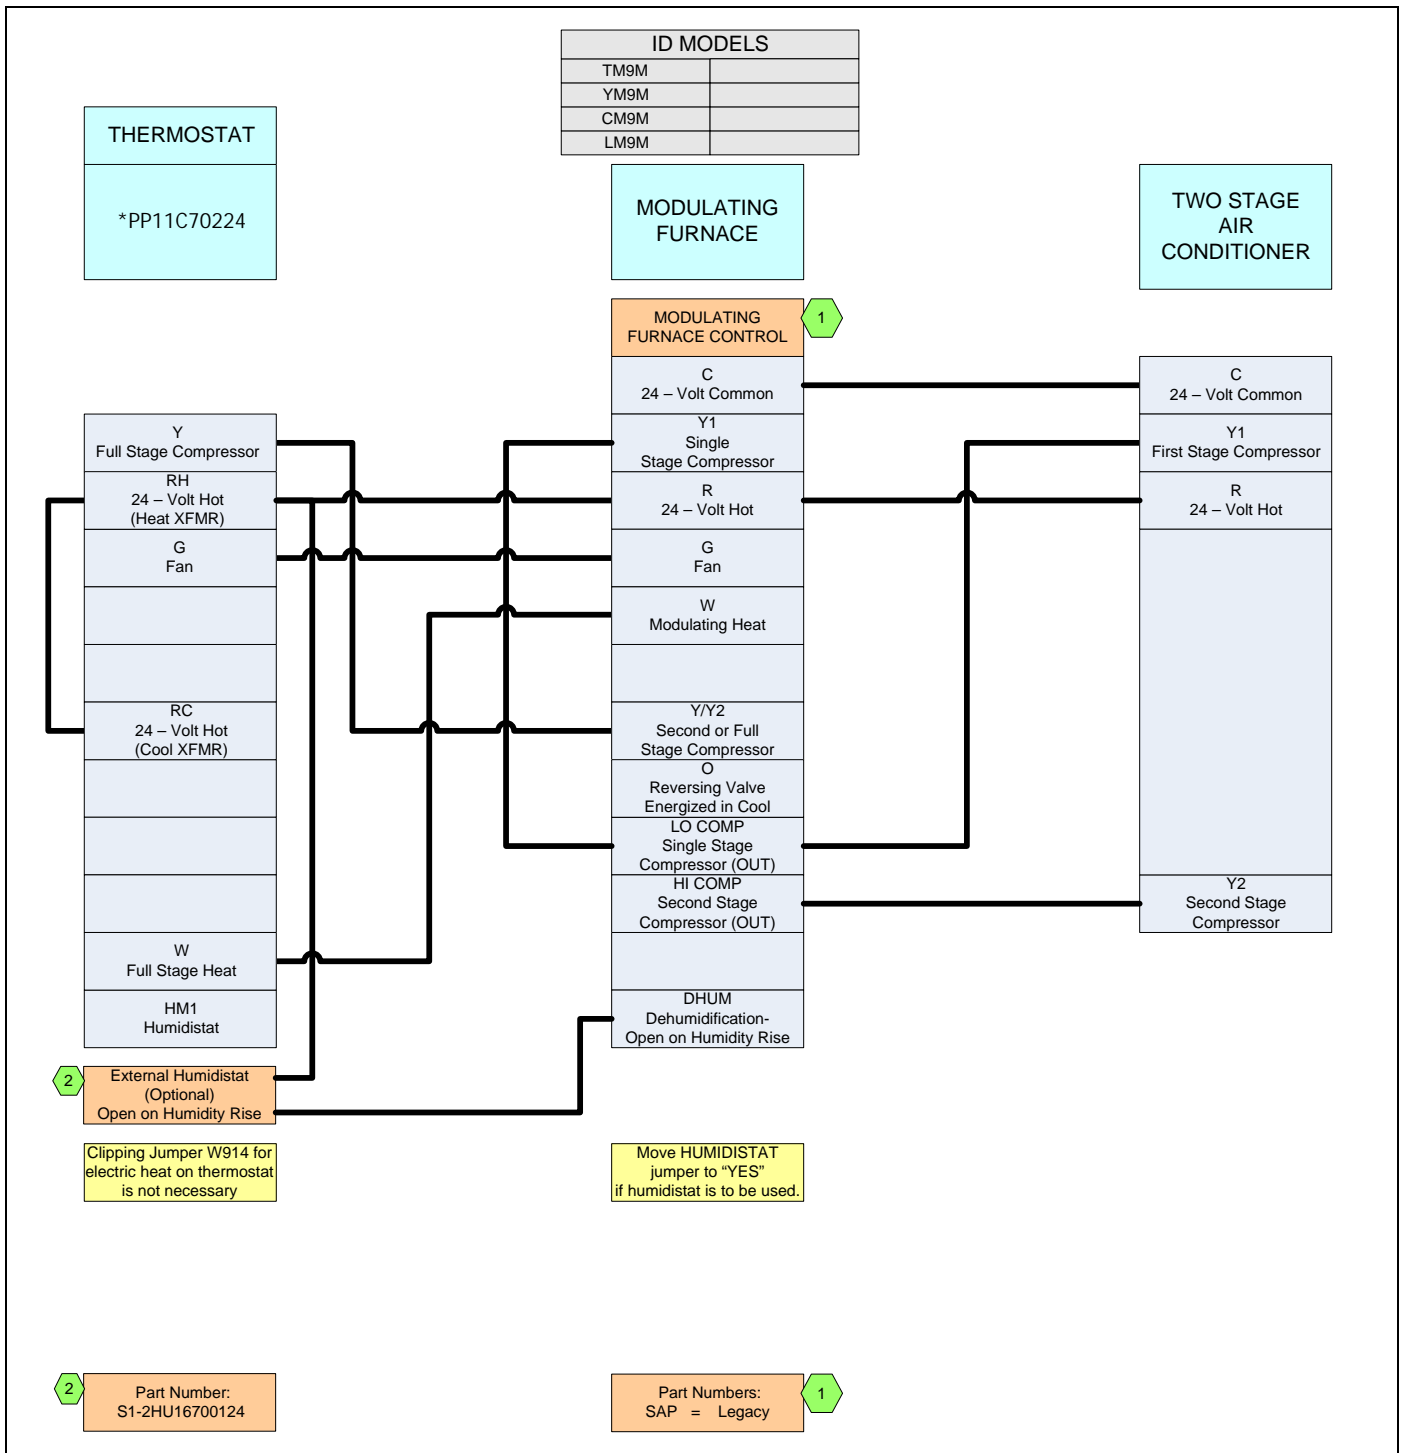 ID MODELS
TM9M
YM9M
CM9M
LM9M
THERMOSTAT
*PP11C70224
MODULATING
FURNACE
TWO STAGE
AIR
CONDITIONER
MODULATING
FURNACE CONTROL
1
Y
Full Stage Compressor
RH
24 – Volt Hot
(Heat XFMR)
G
Fan
RC
24 – Volt Hot
(Cool XFMR)
W
Full Stage Heat
HM1
Humidistat
2
External Humidistat
(Optional)
Open on Humidity Rise
Clipping Jumper W914 for
electric heat on thermostat
is not necessary
C
24 – Volt Common
Y1
Single
Stage Compressor
R
24 – Volt Hot
G
Fan
W
Modulating Heat
Y/Y2
Second or Full
Stage Compressor
O
Reversing Valve
Energized in Cool
LO COMP
Single Stage
Compressor (OUT)
HI COMP
Second Stage
Compressor (OUT)
DHUM
Dehumidification-
Open on Humidity Rise
Move HUMIDISTAT
jumper to “YES”
if humidistat is to be used.
C
24 – Volt Common
Y1
First Stage Compressor
R
24 – Volt Hot
Y2
Second Stage
Compressor
2
Part Number:
S1-2HU16700124
Part Numbers:
SAP = Legacy
1